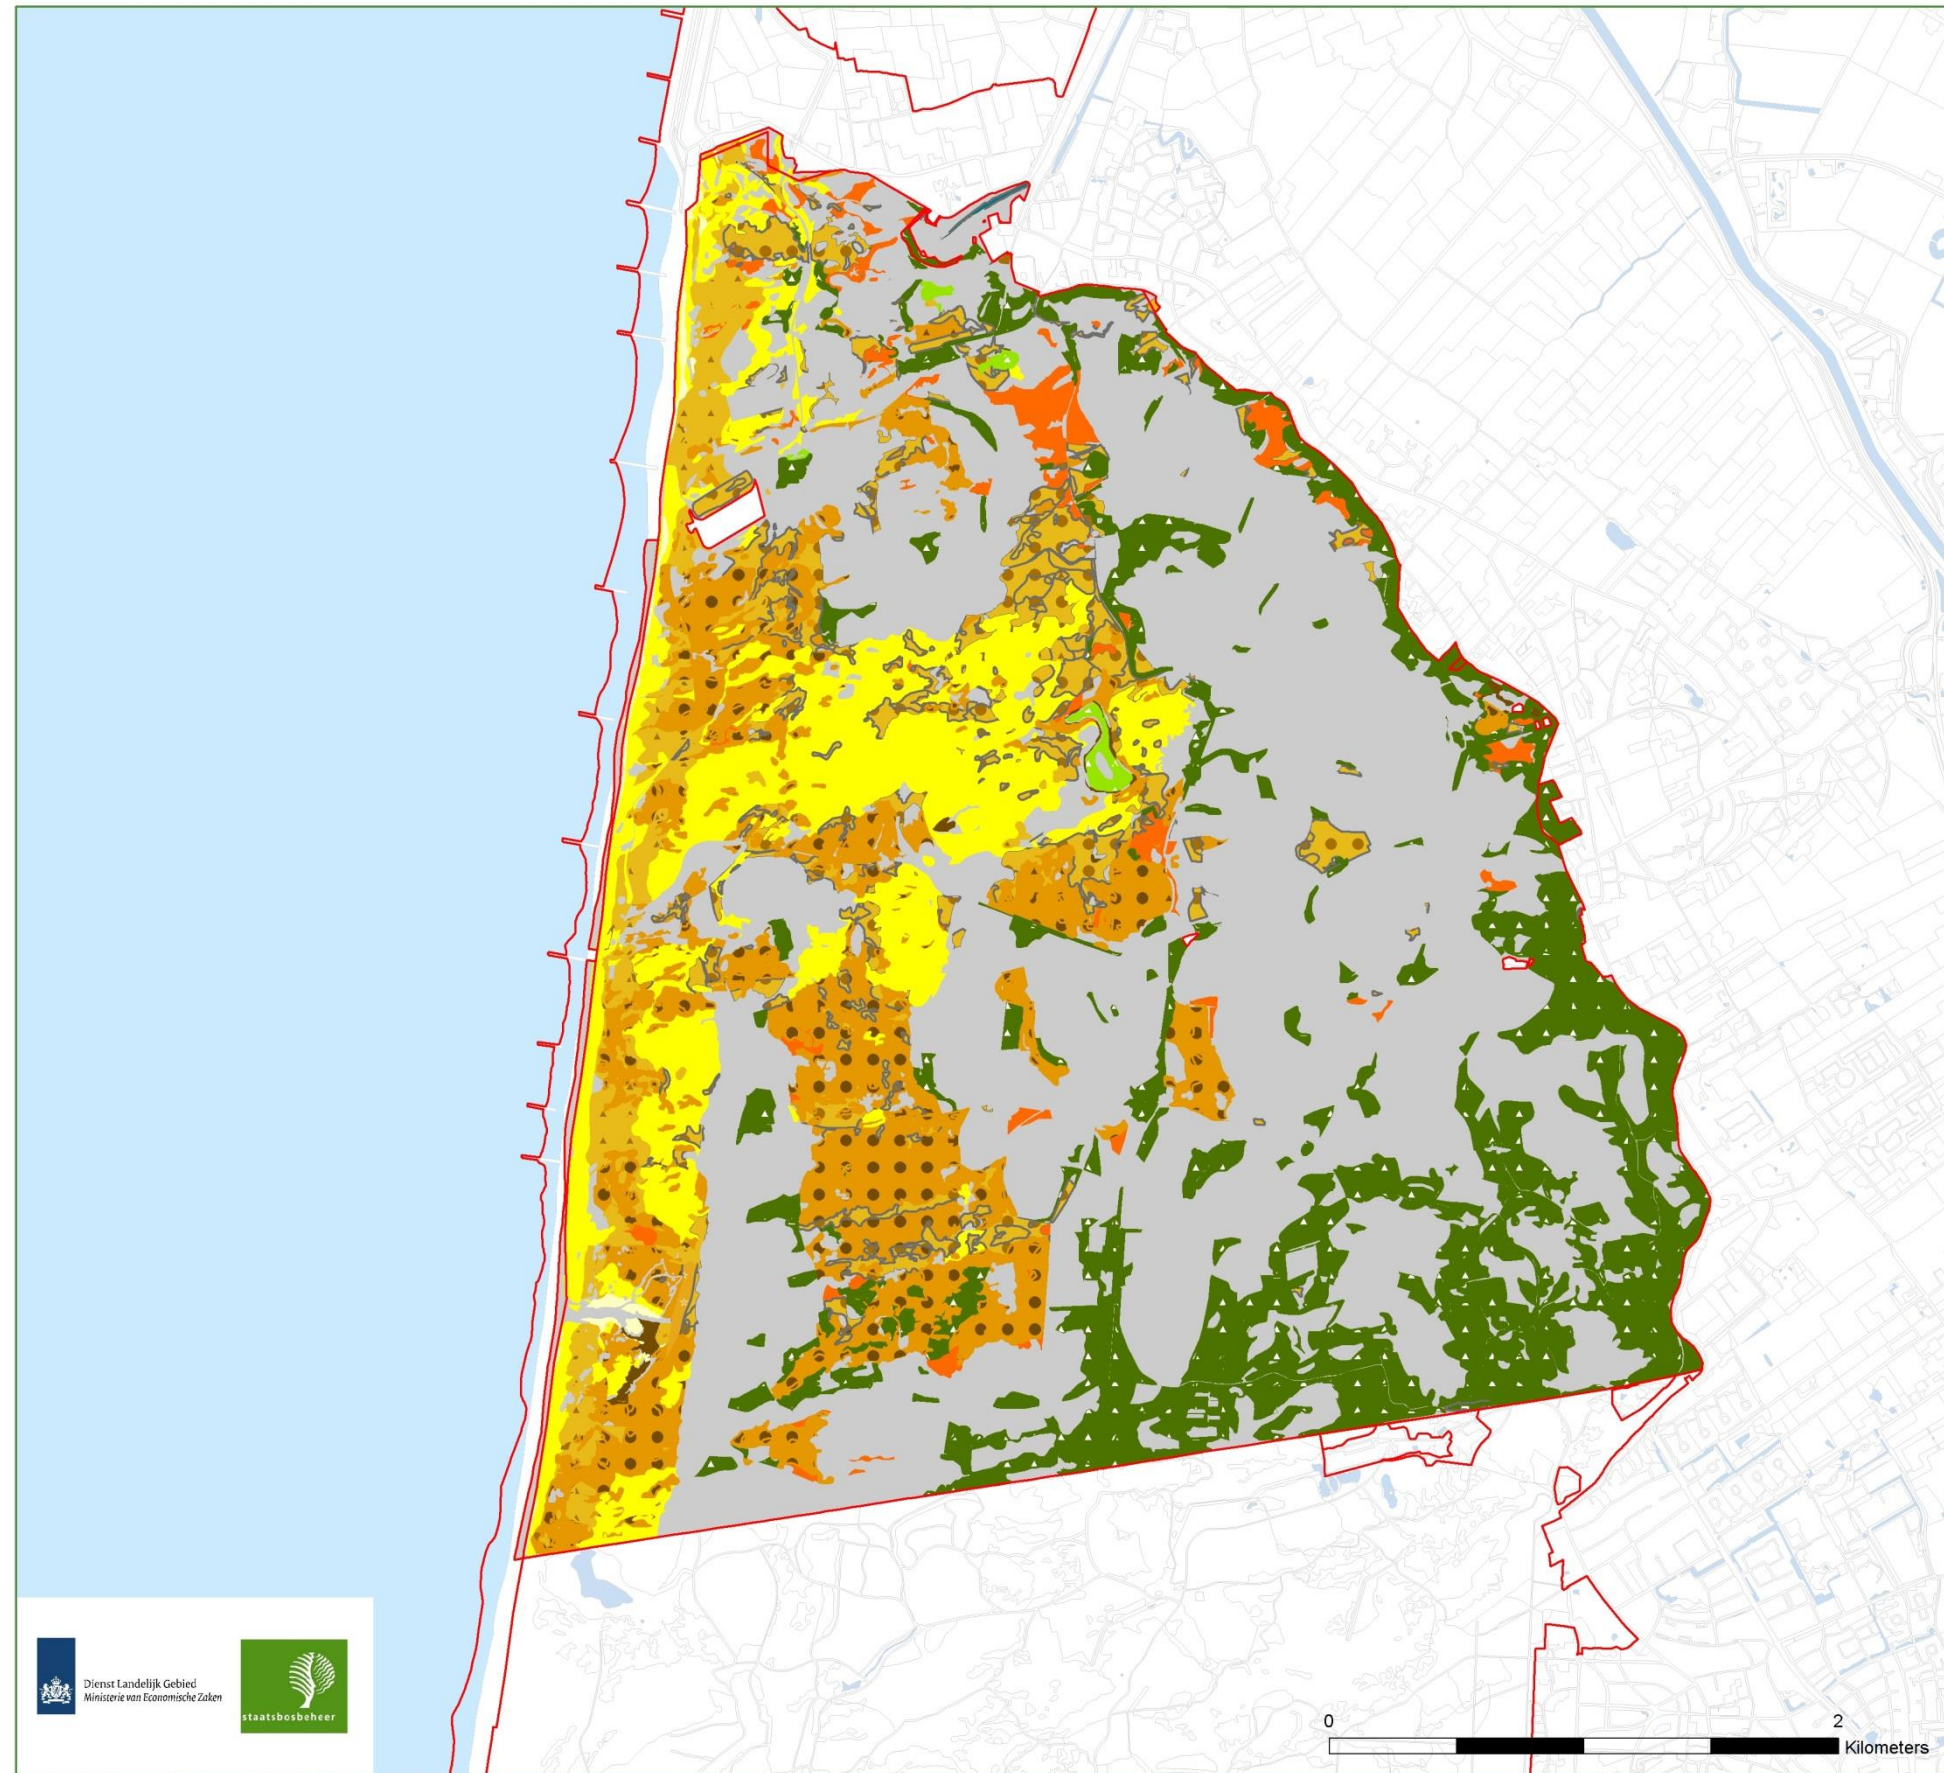 Dienst Landelijk Gebied
Ministerie van Economische Zaken
staatsbosbeheer
0 2
Kilometers